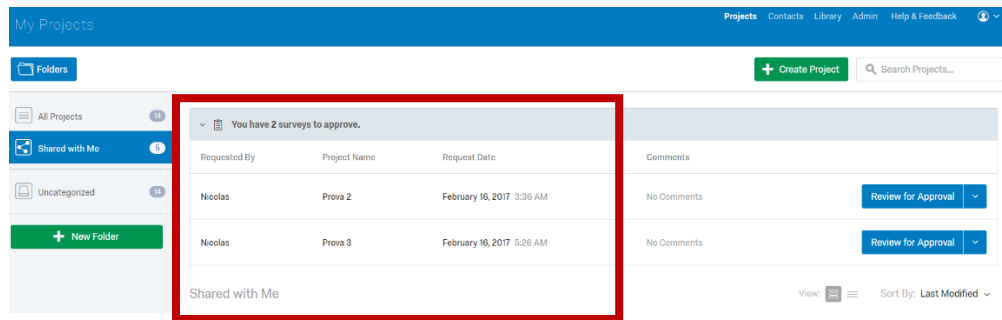 My Projects
Projects Contacts Library Admin Help & Feedback
Folders
Create Project
Search Projects...
All Projects 14
Shared with Me 5
Uncategorized 14
New Folder
You have 2 surveys to approve.
Requested By Project Name Request Date Comments
Nicolas Prova 2 February 16, 2017 3:36 AM No Comments Review for Approval
Nicolas Prova 3 February 16, 2017 5:26 AM No Comments Review for Approval
Shared with Me
View: Sort By: Last Modified